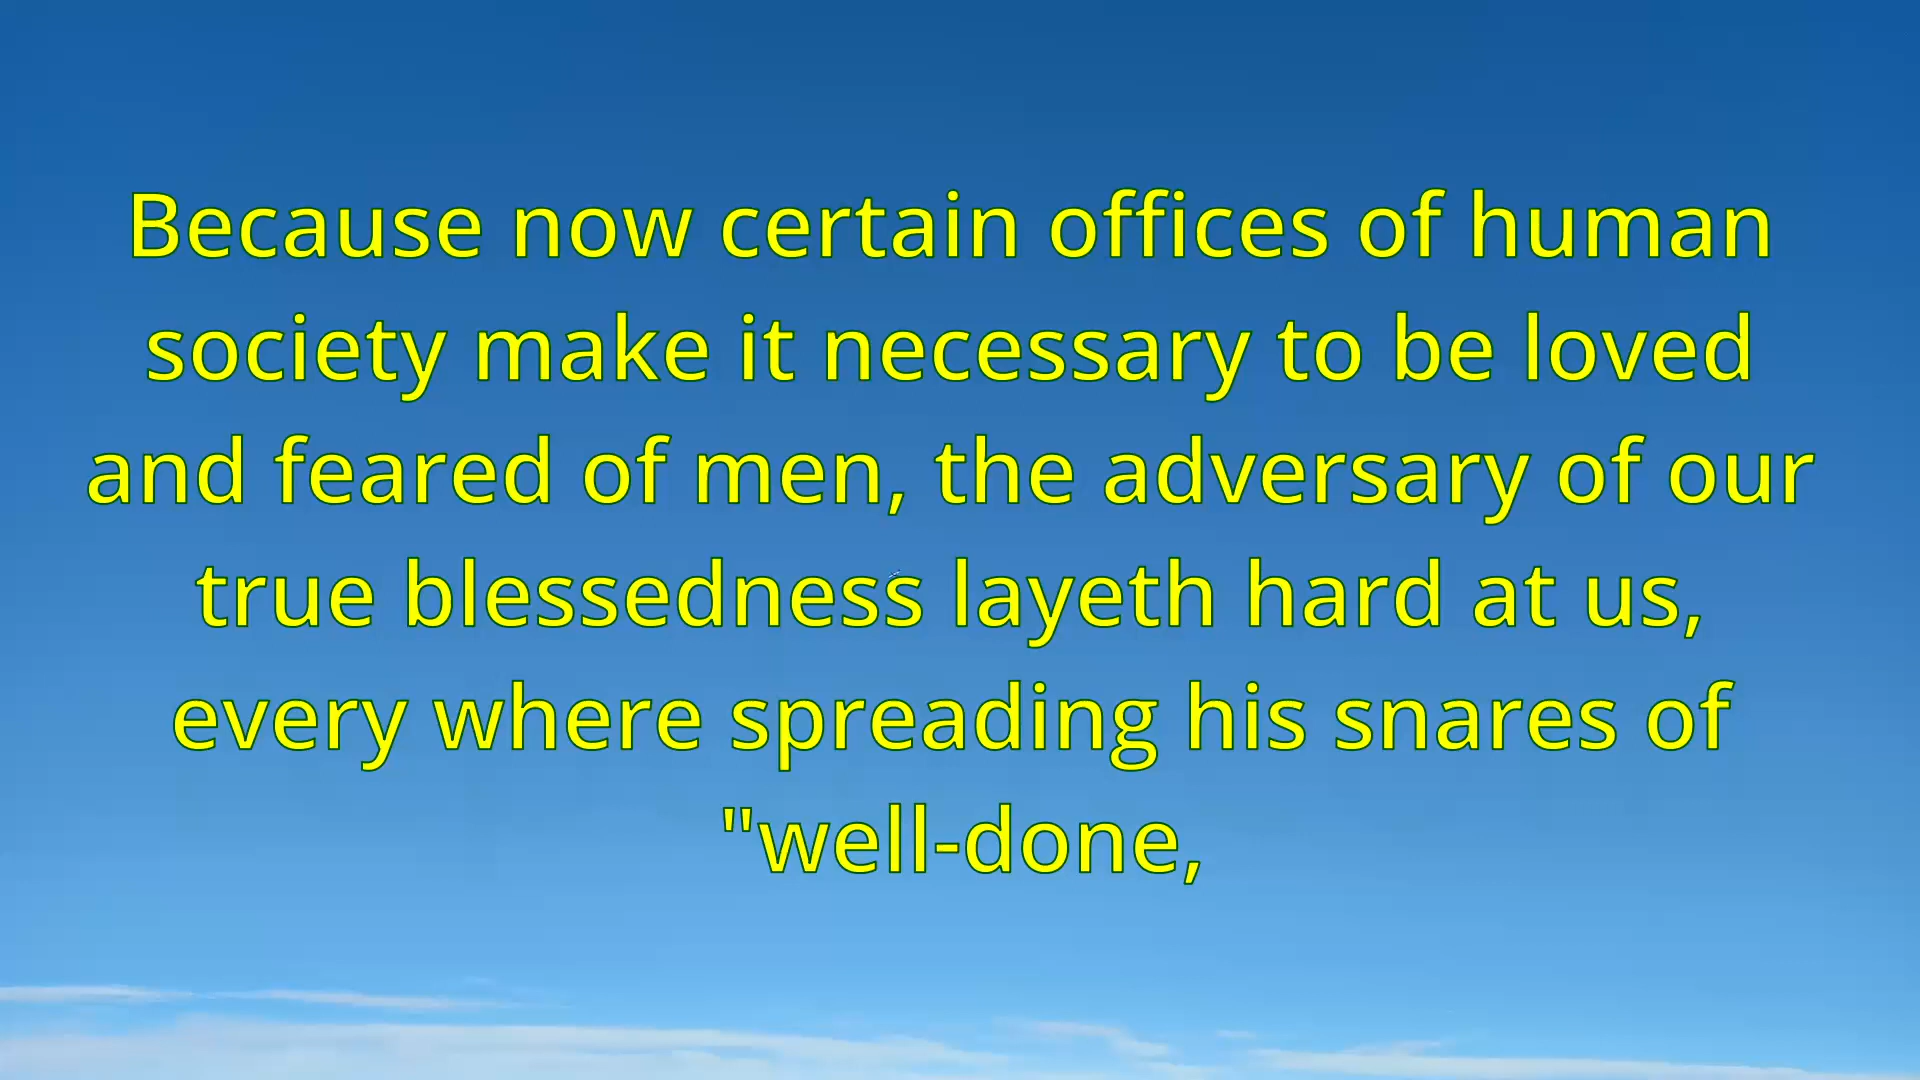 Because now certain offices of human
society make it necessary to be loved
and feared of men, the adversary of our
true blessedness layeth hard at us,
every where spreading his snares of
"well-done,